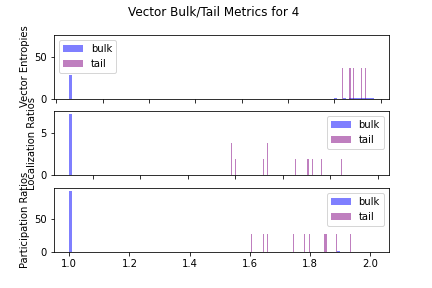 Vector Bulk/Tail Metrics for 4
Vector Entropies
50
0
bulk
tail
Localization Ratios
5
0
bulk
tail
Participation Ratios
50
0
bulk
tail
1.0 1.2 1.4 1.6 1.8 2.0